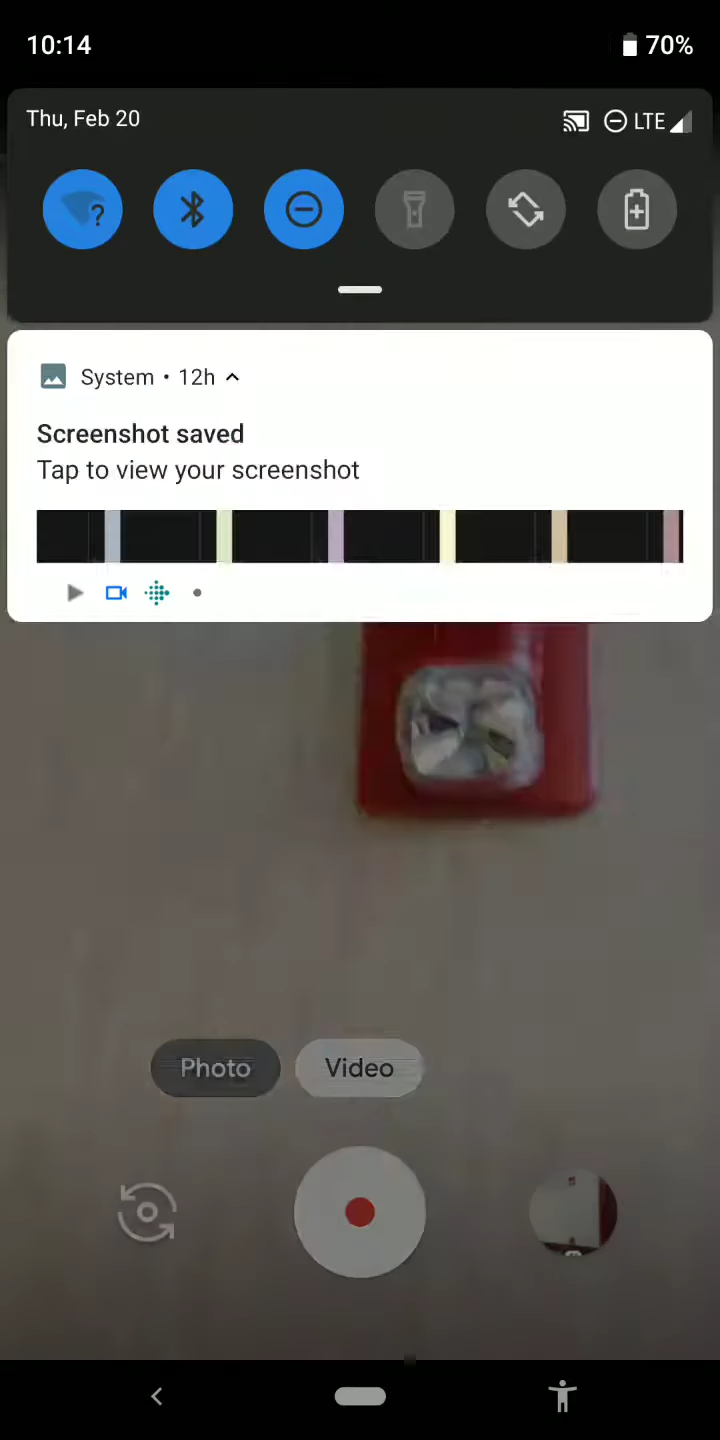 10:14
70%
Thu, Feb 20
LTE
?
System • 12h
Screenshot saved
Tap to view your screenshot
Photo
Video